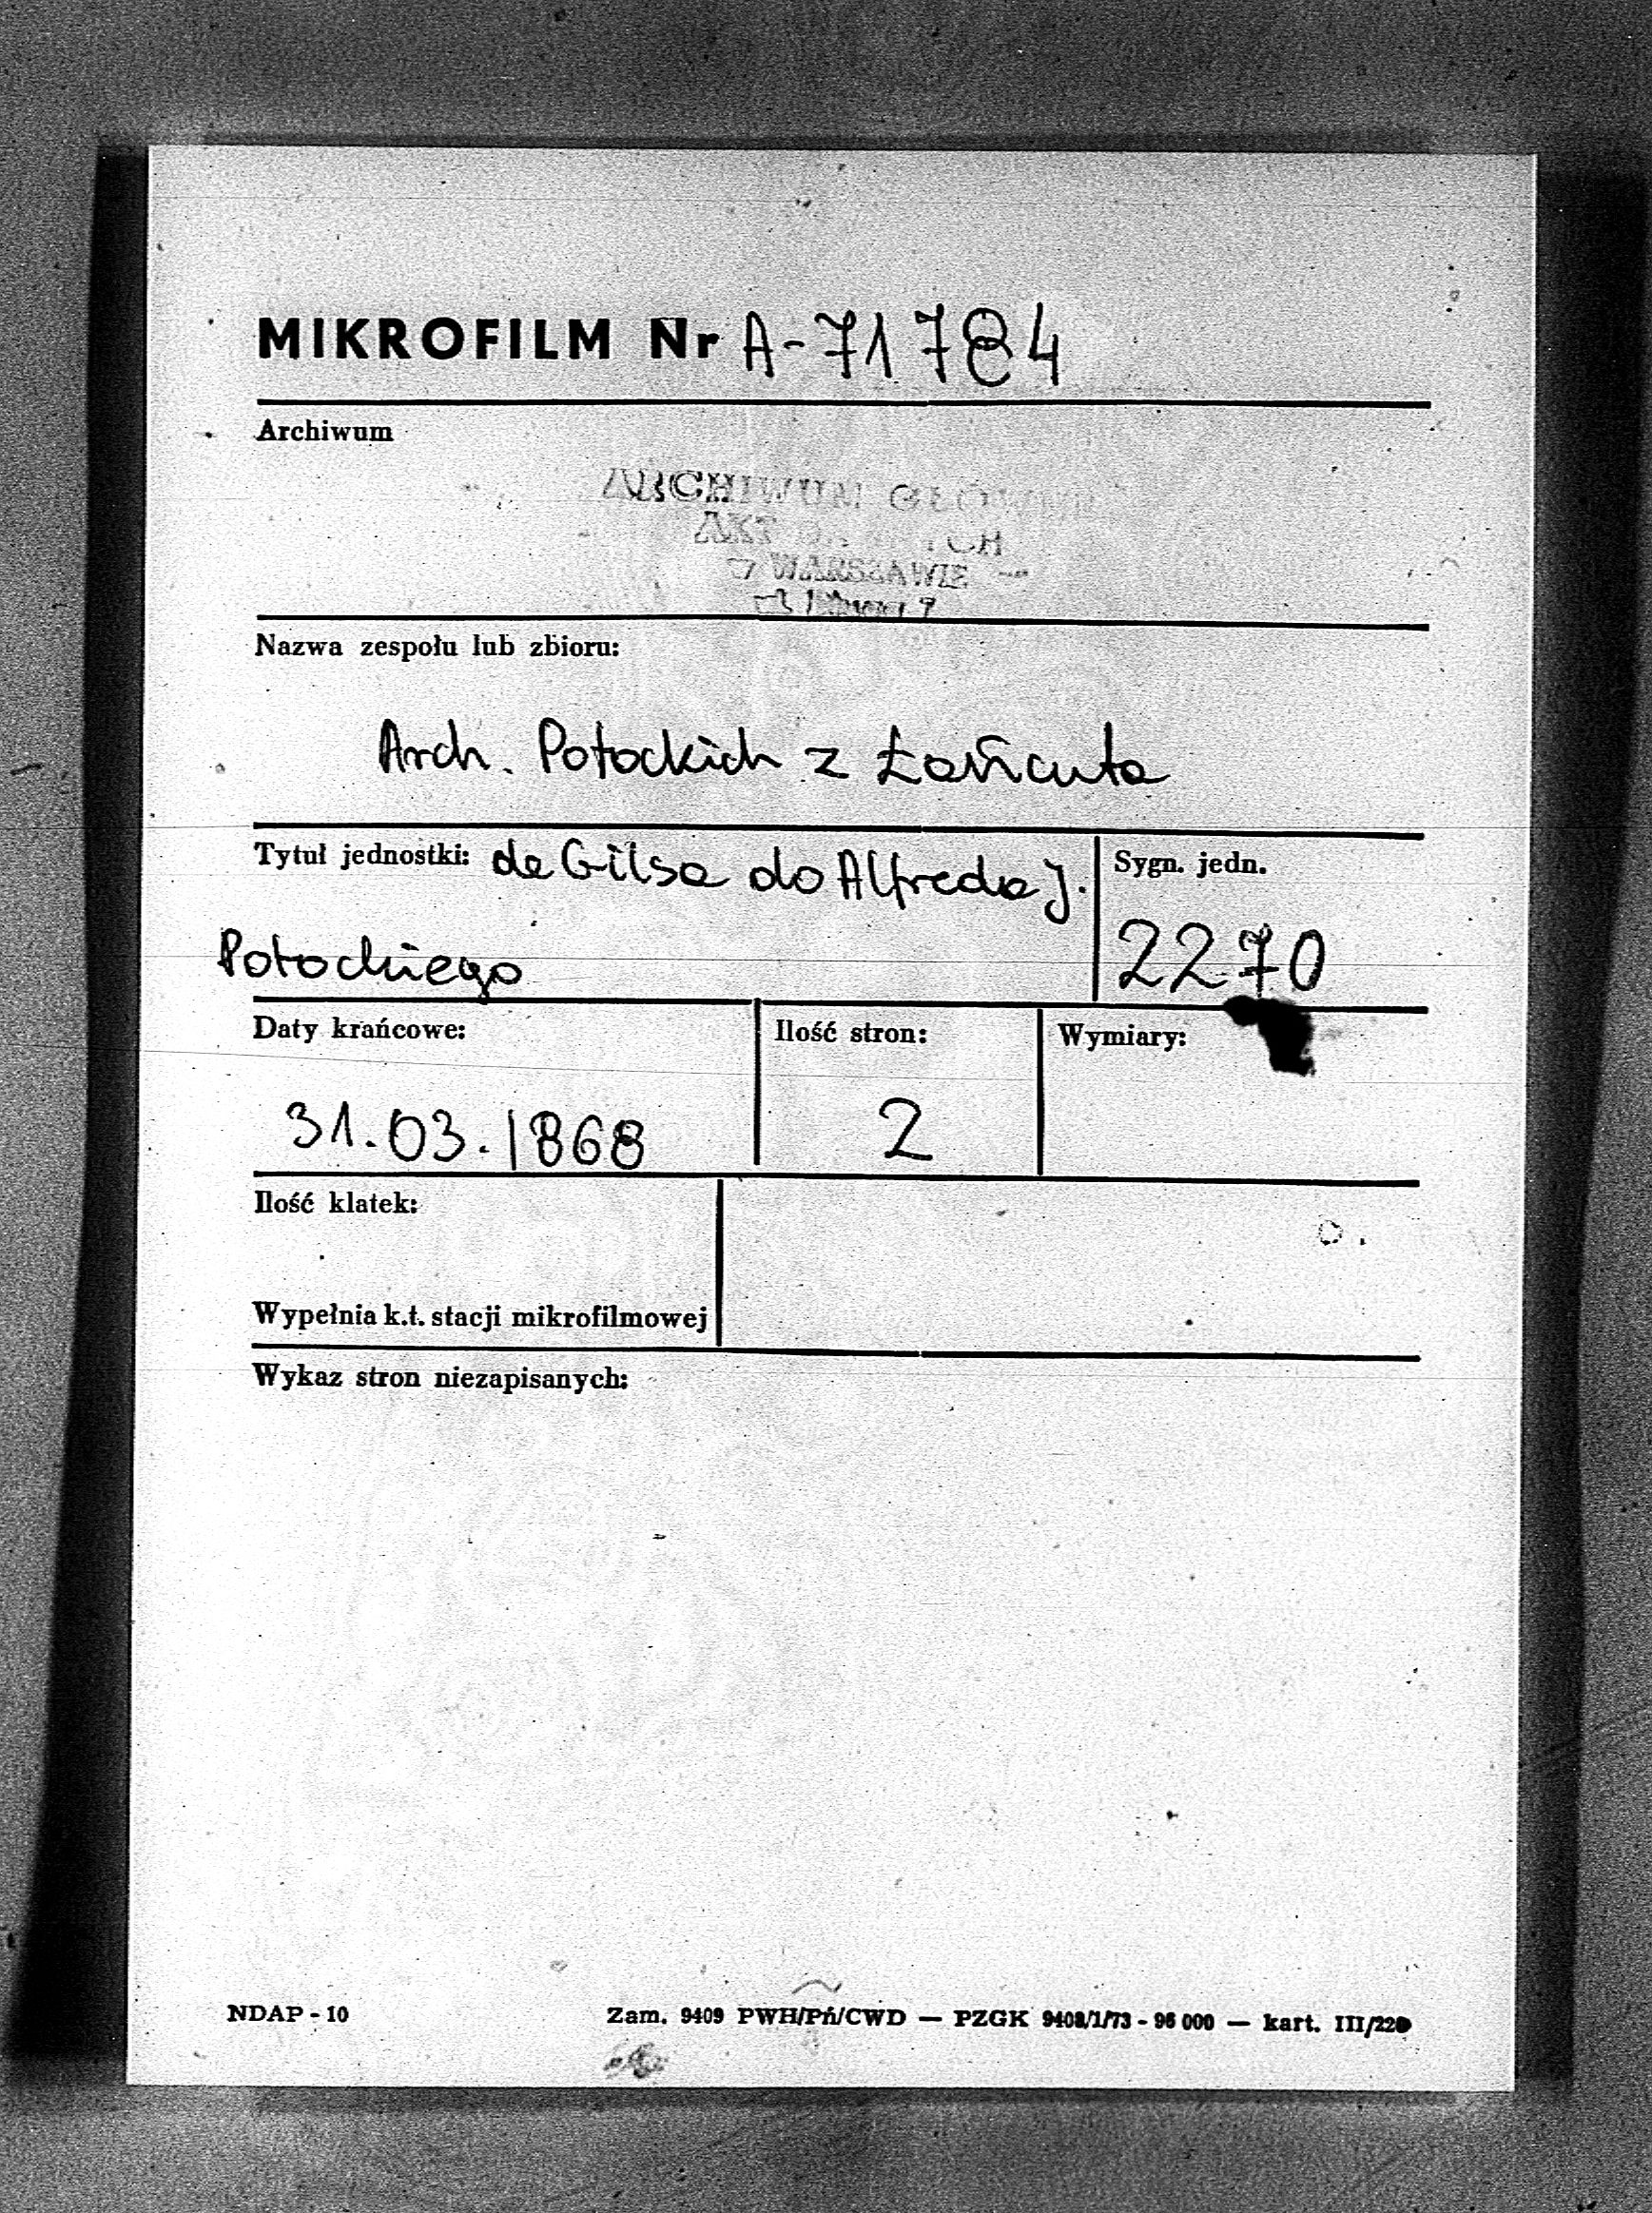 MIKROFILM Nr A-71784
Archiwum
ARCHIWUM GŁÓWNE
AKT
WARSZAWIE
Nazwa zespołu lub zbioru:
Arch. Potockich z Łańcuta
Tytuł jednostki: de Gilsa do Alfreda J.
Sygn. jedn.
Potockiego
2270
Daty krańcowe:
Ilość stron:
Wymiary:
31.03.1868
2
Ilość klatek:
Wypełnia k.t. stacji mikrofilmowej
Wykaz stron niezapisanych:
NDAP - 10
Zam. 9409 PWH/Pń/CWD — PZGK 9408/1/73 - 96 000 — kart. III/220